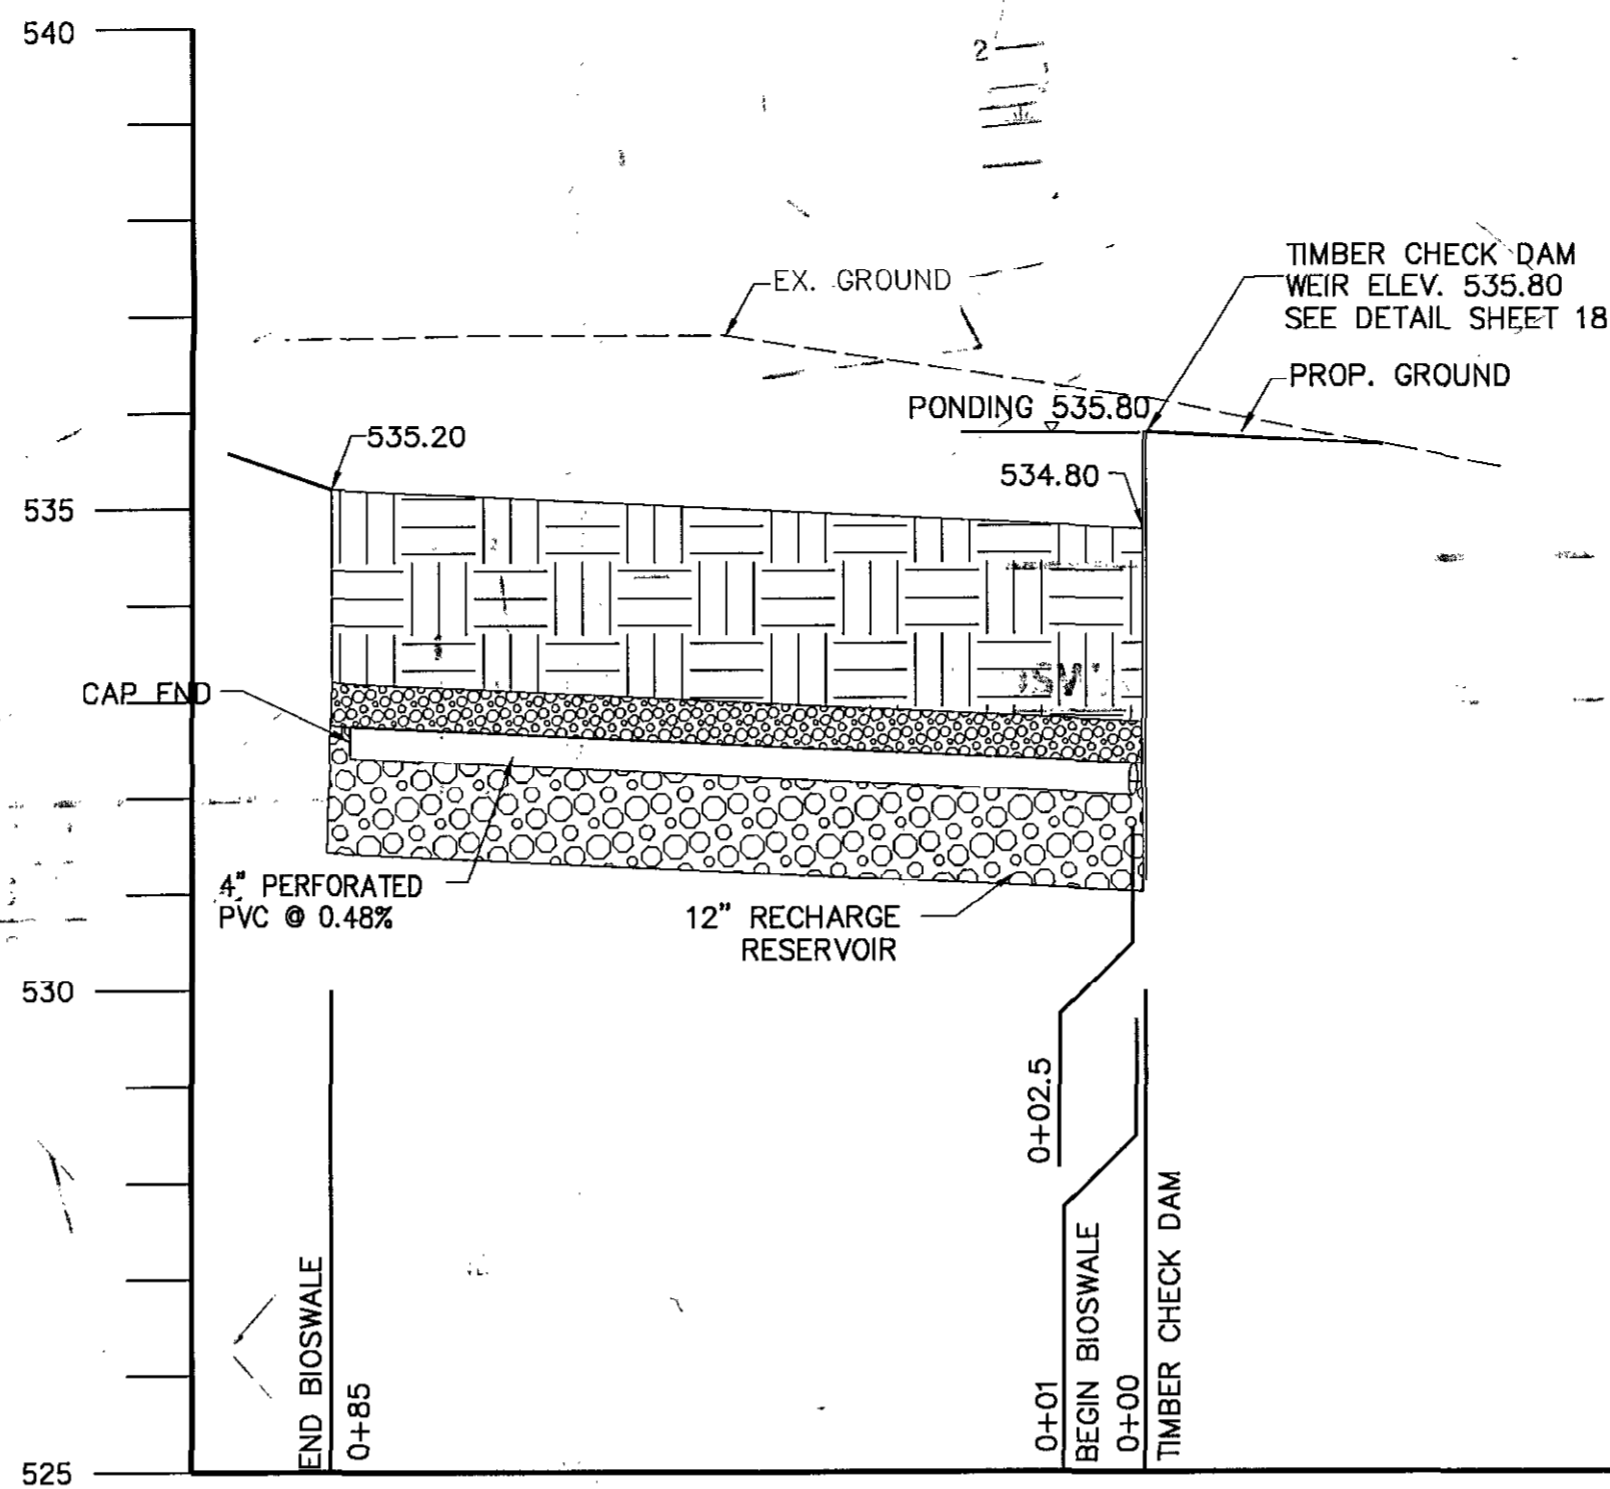 540
2
EX. GROUND
TIMBER CHECK DAM
WEIR ELEV. 535.80
SEE DETAIL SHEET 18
PROP. GROUND
PONDING 535.80
535.20
534.80
535
CAP END
4" PERFORATED
PVC @ 0.48%
12" RECHARGE
RESERVOIR
530
0+02.5
END BIOSWALE
0+85
0+01
BEGIN BIOSWALE
0+00
TIMBER CHECK DAM
525